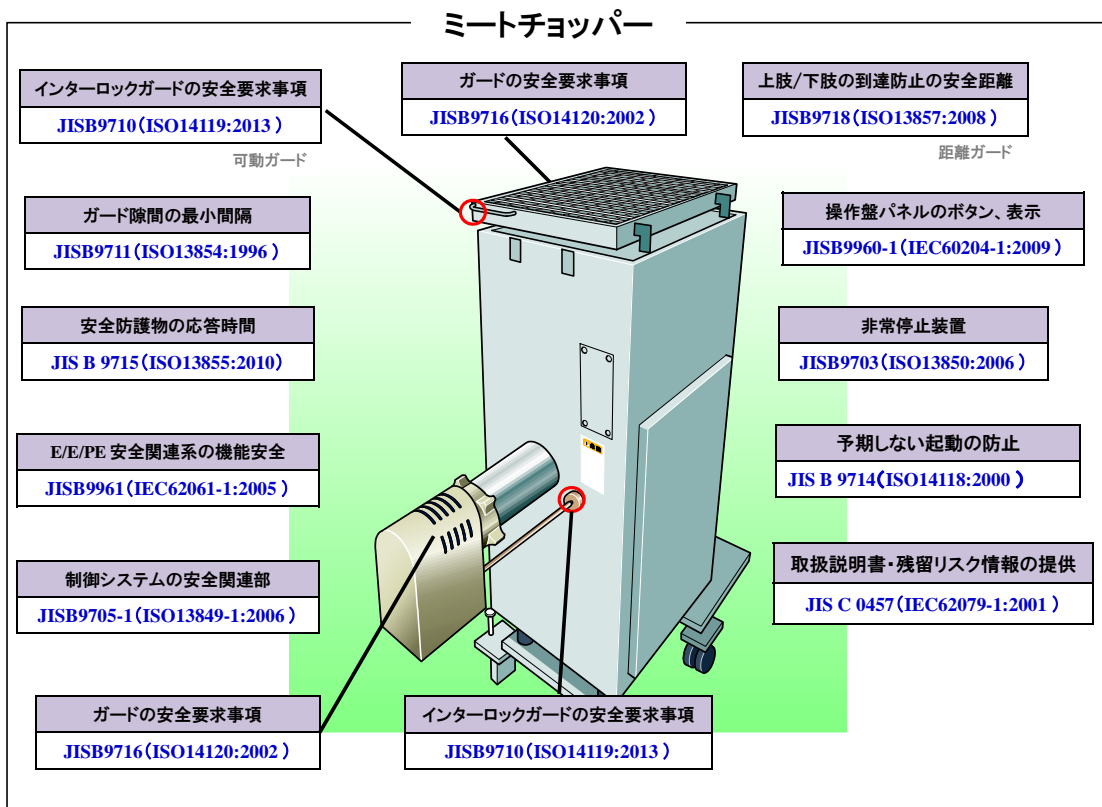 ミートチョッパー
インターロックガードの安全要求事項
JISB9710(ISO14119:2013 )
可動ガード
ガードの安全要求事項
JISB9716(ISO14120:2002 )
上肢/下肢の到達防止の安全距離
JISB9718(ISO13857:2008 )
距離ガード
ガード隙間の最小間隔
JISB9711(ISO13854:1996 )
操作盤パネルのボタン、表示
JISB9960-1(IEC60204-1:2009 )
安全防護物の応答時間
JIS B 9715(ISO13855:2010)
非常停止装置
JISB9703(ISO13850:2006 )
E/E/PE 安全関連系の機能安全
JISB9961(IEC62061-1:2005 )
予期しない起動の防止
JIS B 9714(ISO14118:2000 )
制御システムの安全関連部
JISB9705-1(ISO13849-1:2006 )
取扱説明書・残留リスク情報の提供
JIS C 0457(IEC62079-1:2001 )
ガードの安全要求事項
JISB9716(ISO14120:2002 )
インターロックガードの安全要求事項
JISB9710(ISO14119:2013 )